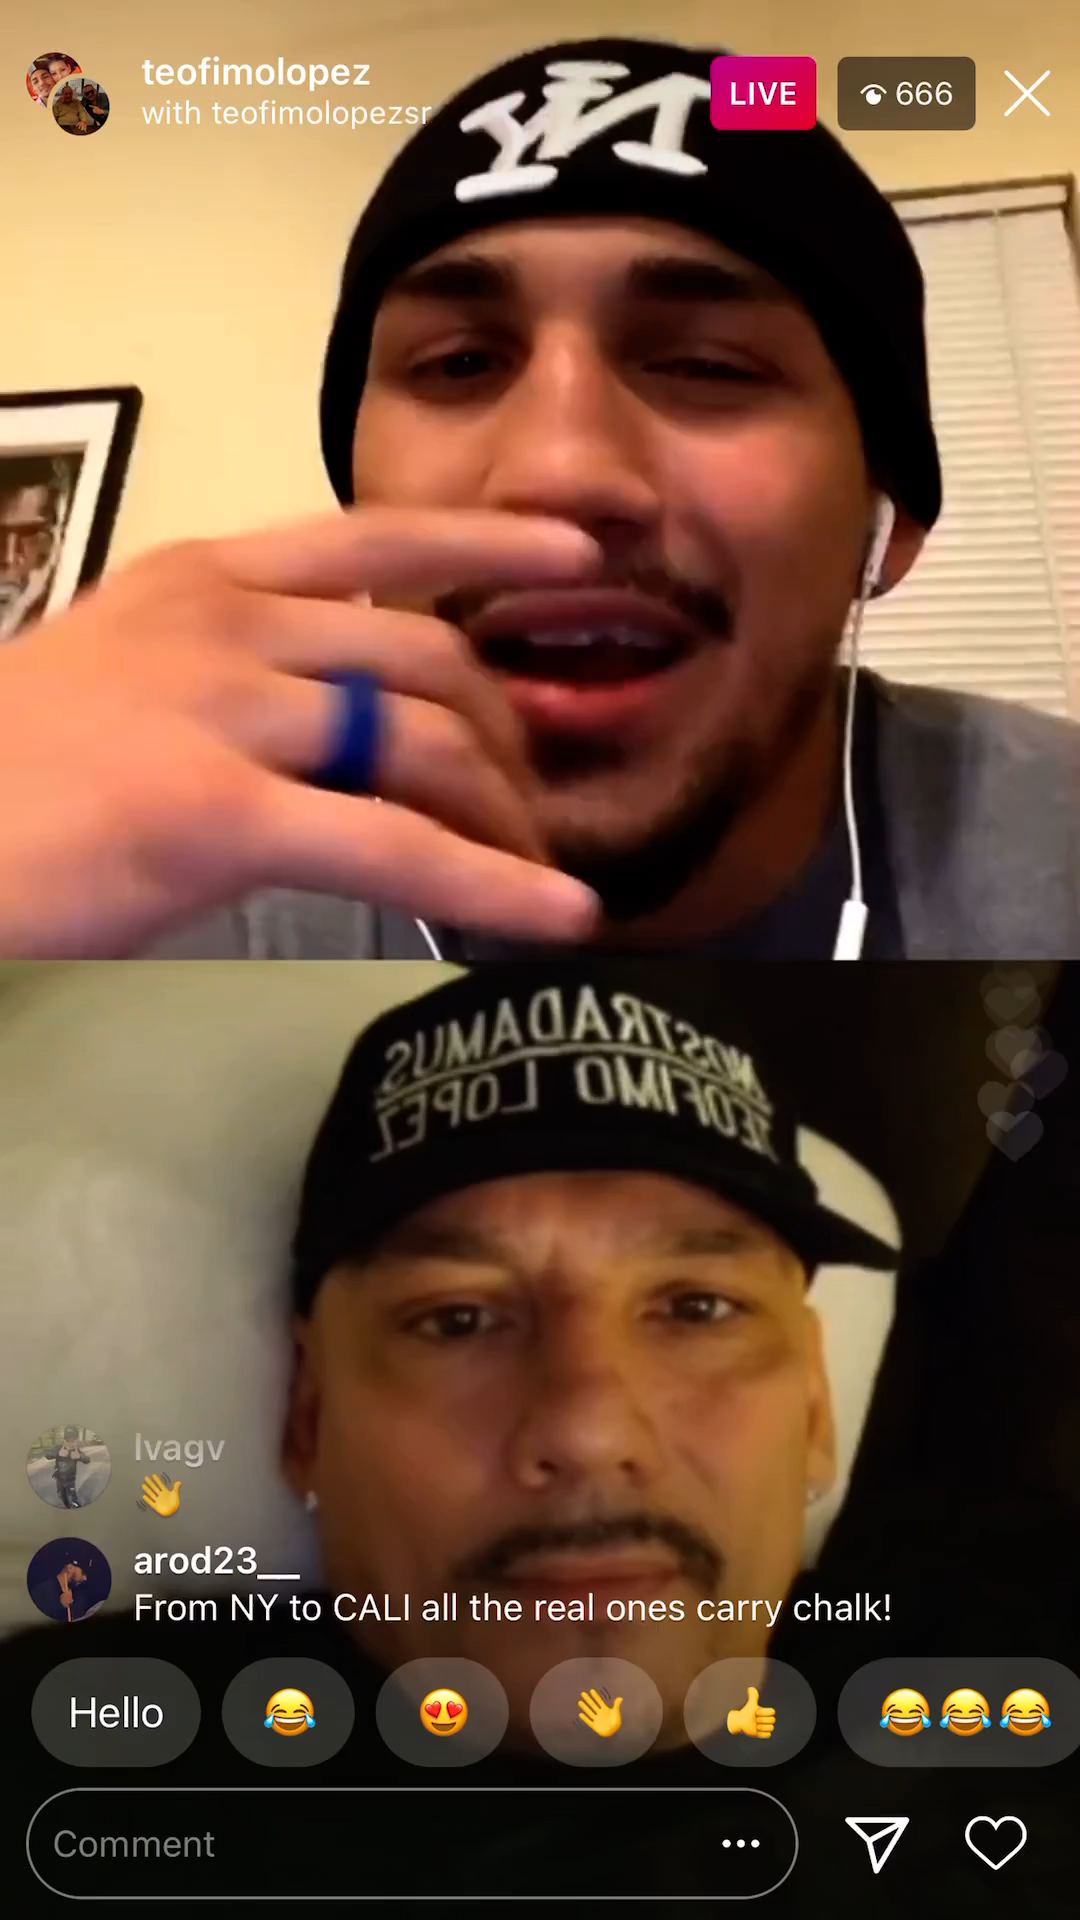 teofimolopez
with teofimolopezsr
LIVE
666
NY
NOSTRADAMUS
TEOFIMO LOPEZ
lvagv
👋
arod23__
From NY to CALI all the real ones carry chalk!
Hello
😂
😍
👋
👍
😂😂😂
Comment